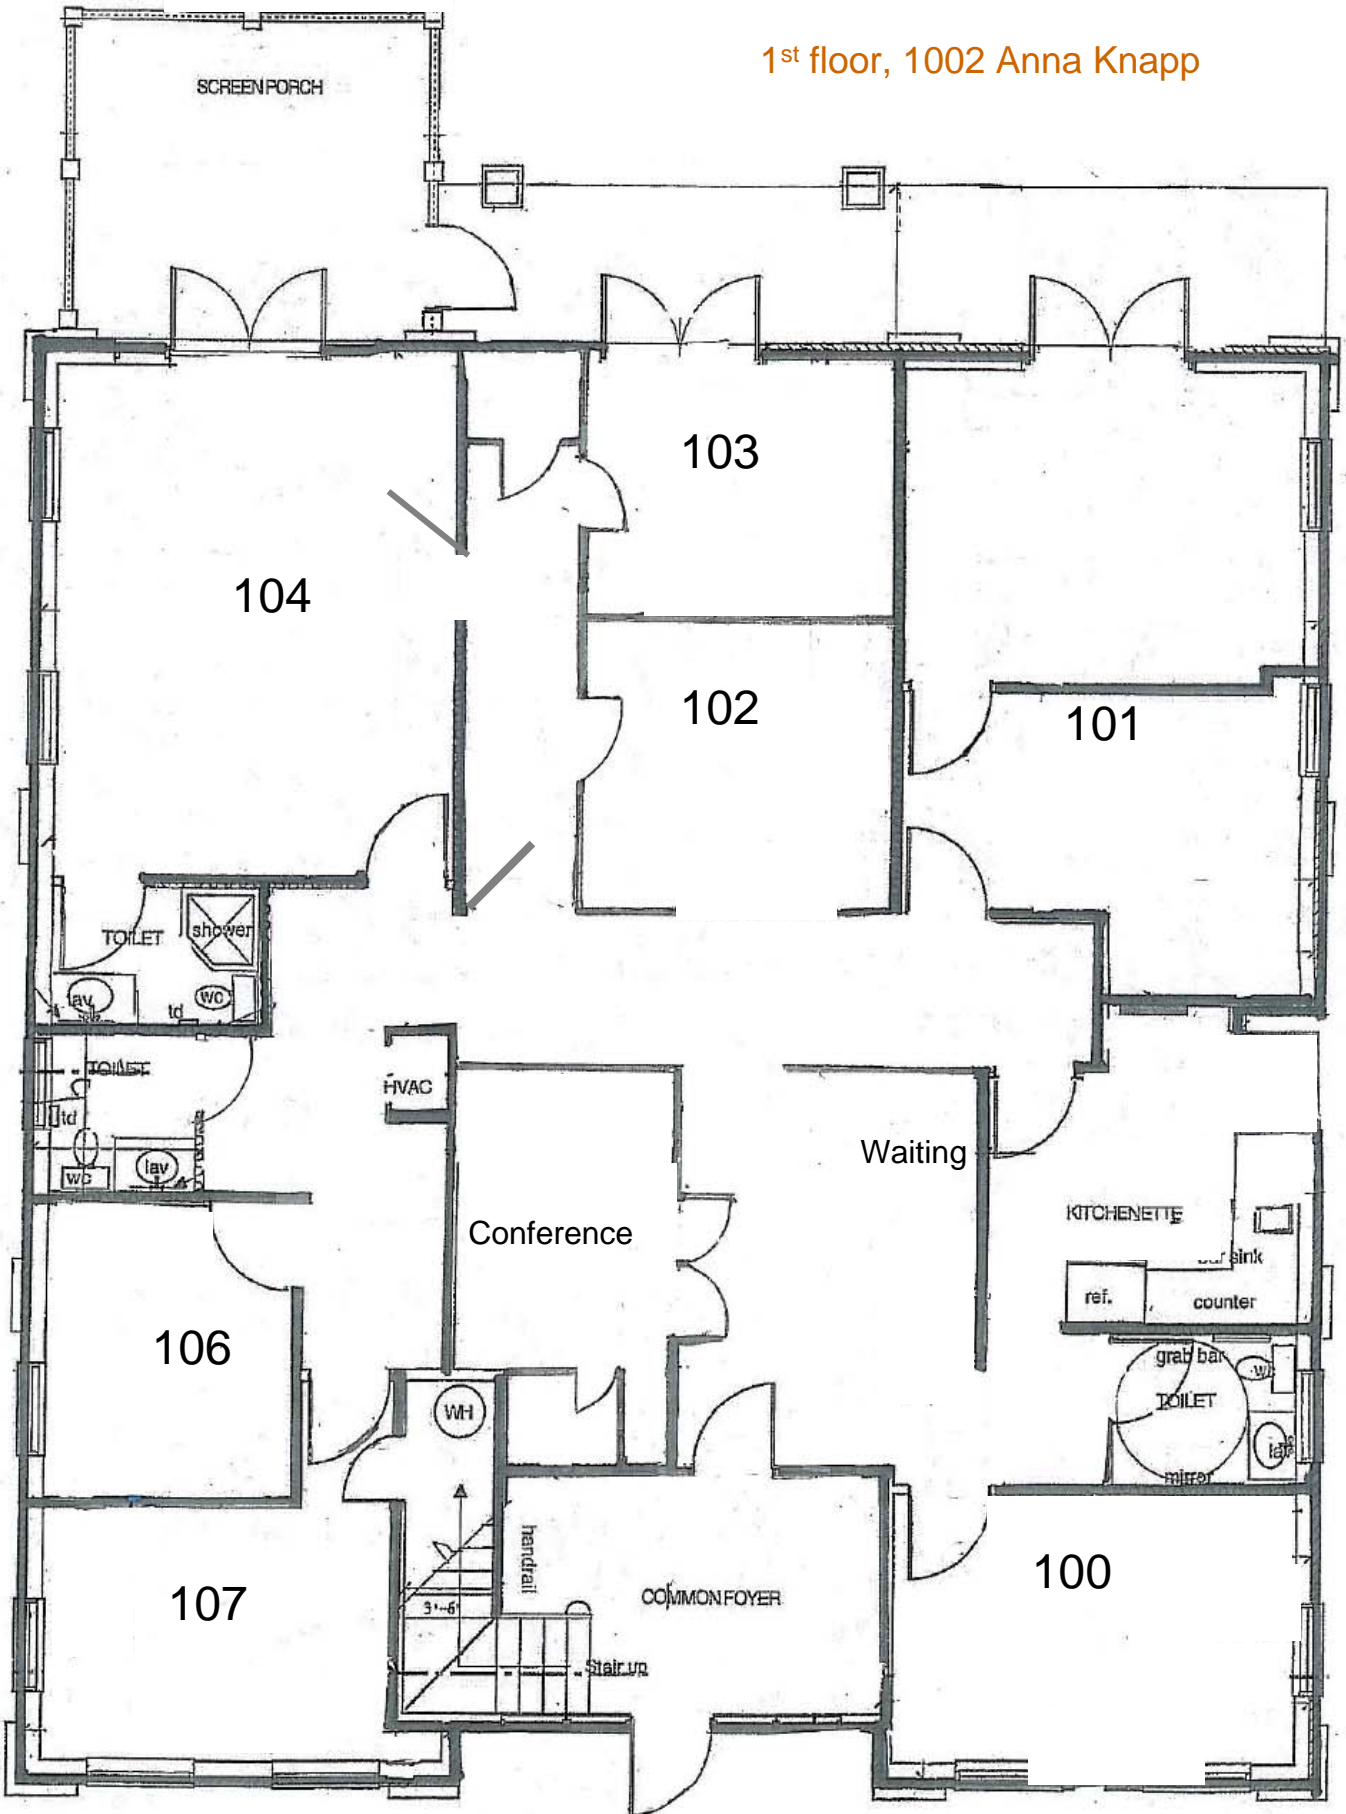 1st floor, 1002 Anna Knapp
SCREEN PORCH
103
104
102
101
TOILET
shower
lav
td
wc
TOILET
HVAC
td
wc
lav
Waiting
KITCHENETTE
Conference
sink
ref.
counter
106
grab bar
TOILET
WH
lav
mirror
handrail
100
107
3'-6"
COMMON FOYER
Stair up